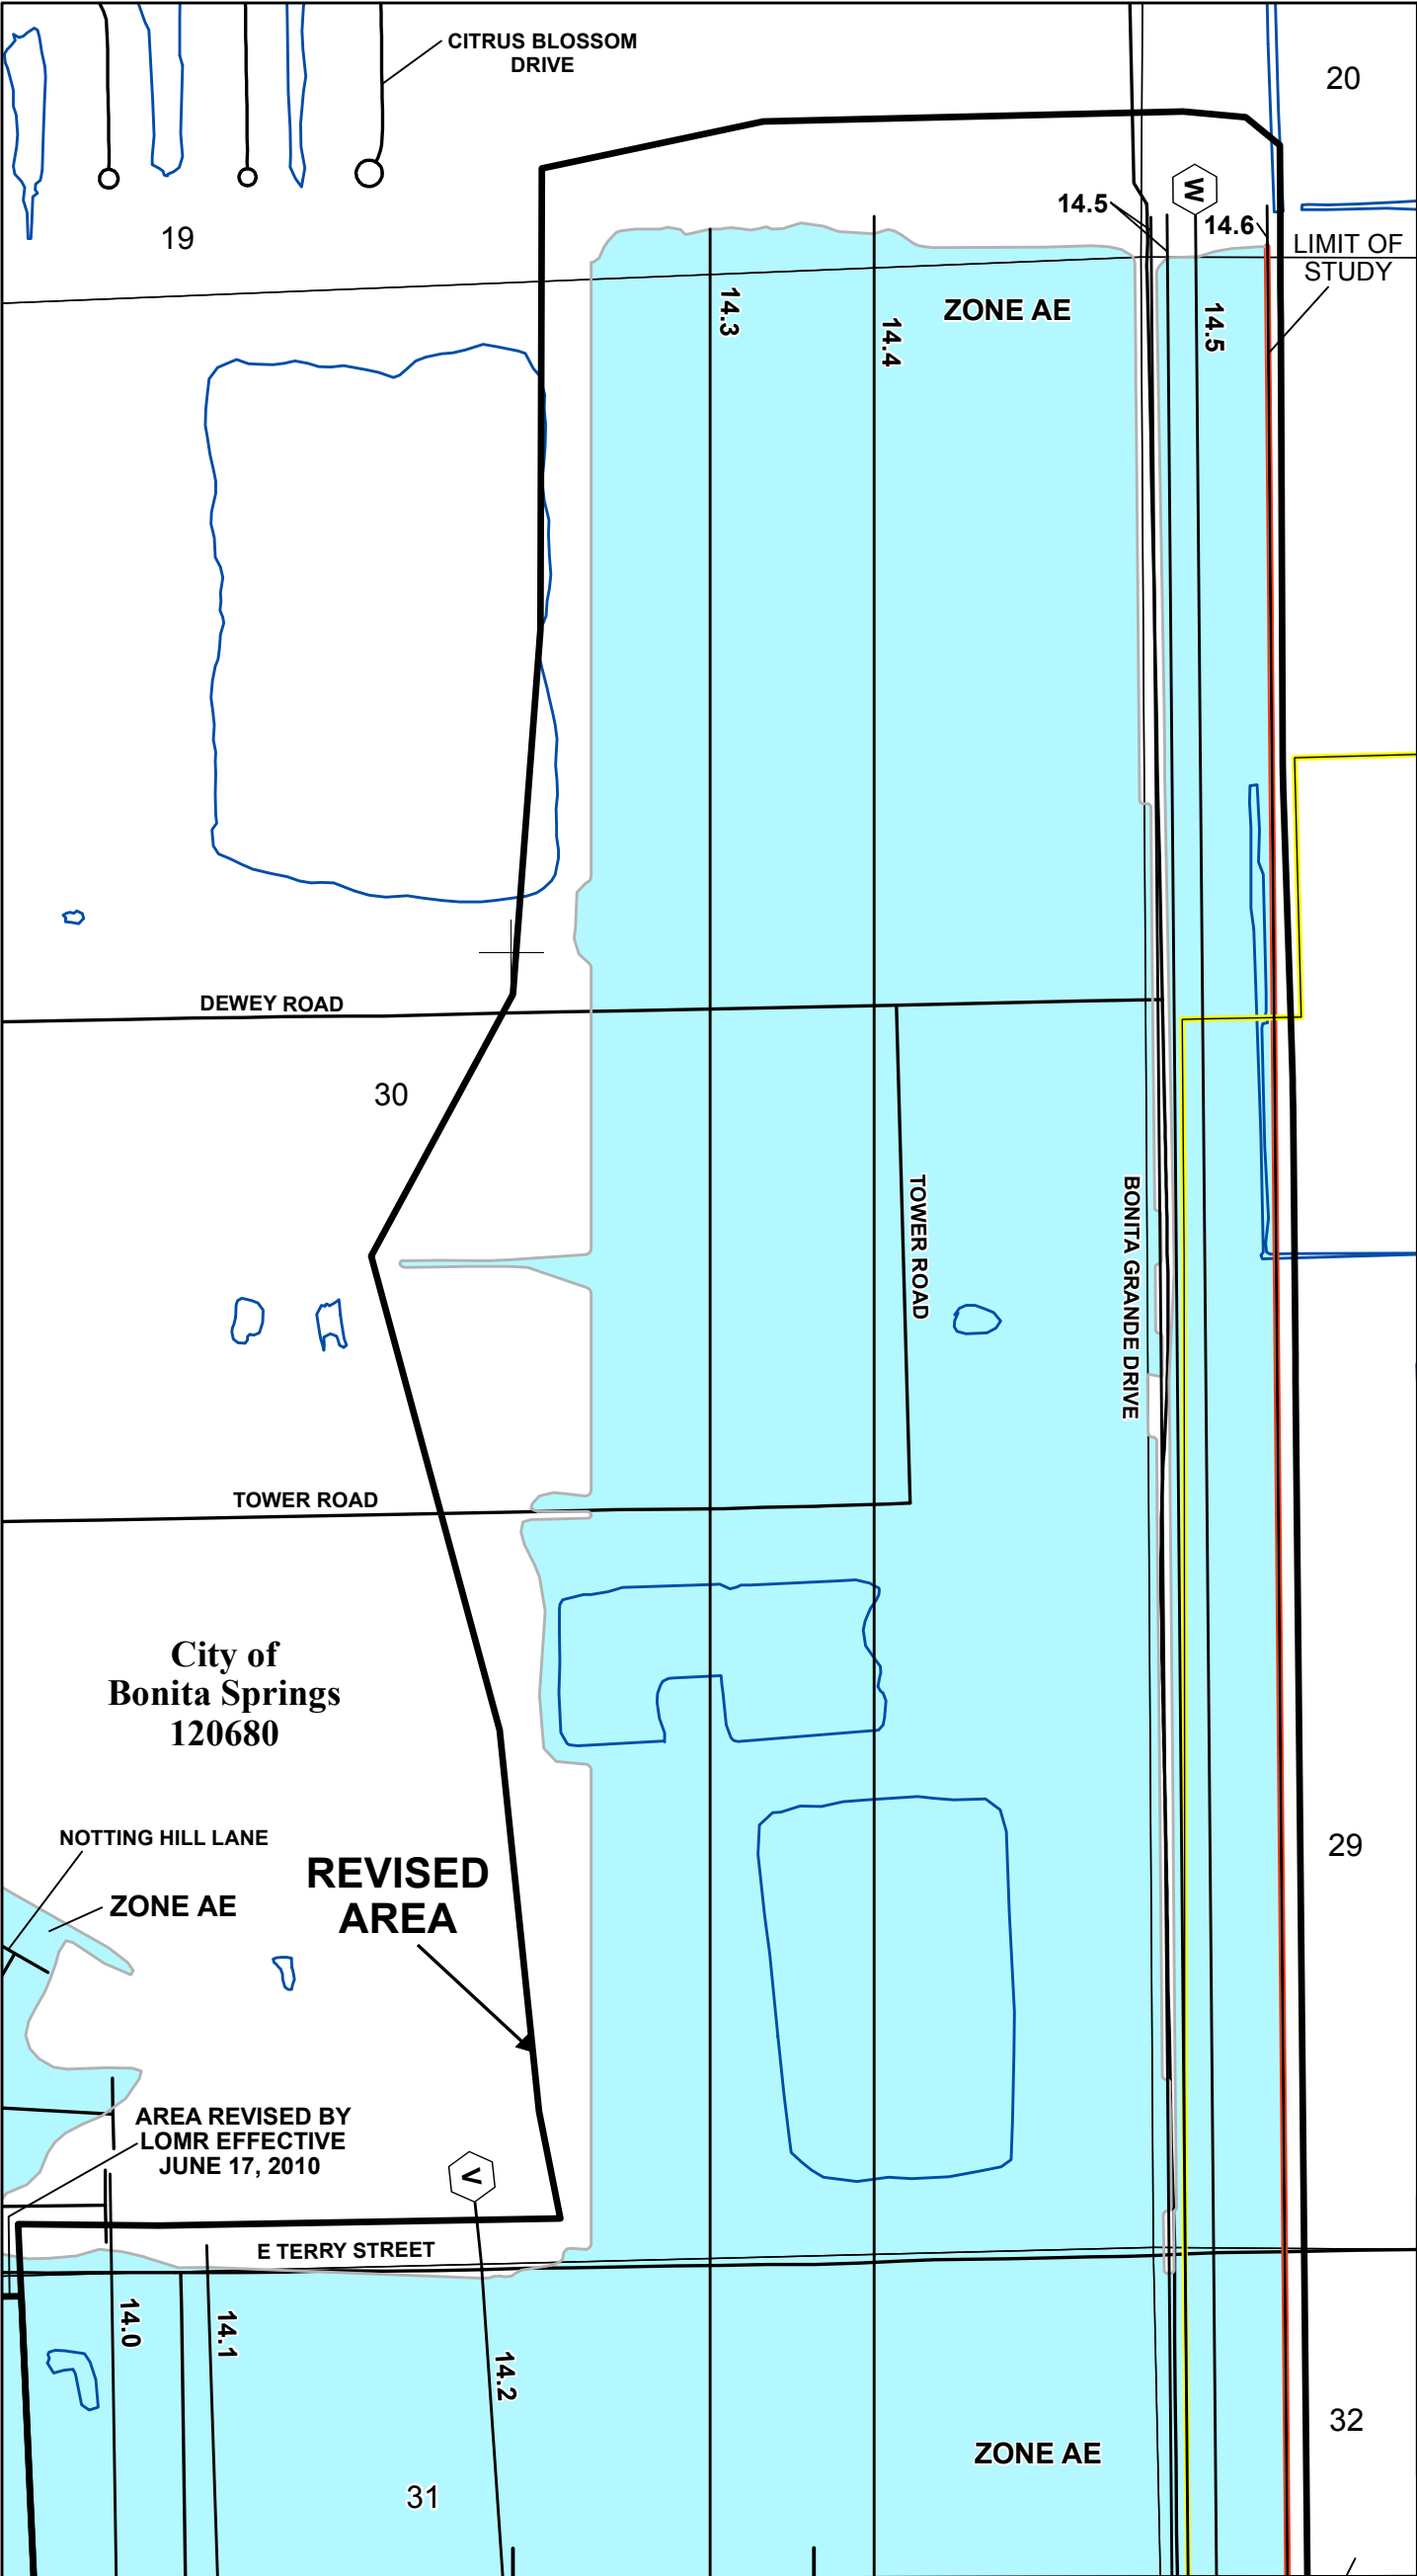 CITRUS BLOSSOM
DRIVE
20
19
W
14.5
14.6
LIMIT OF
STUDY
14.3
14.4
ZONE AE
14.5
DEWEY ROAD
30
TOWER ROAD
BONITA GRANDE DRIVE
TOWER ROAD
City of
Bonita Springs
120680
NOTTING HILL LANE
ZONE AE
REVISED
AREA
29
AREA REVISED BY
LOMR EFFECTIVE
JUNE 17, 2010
V
E TERRY STREET
14.0
14.1
14.2
ZONE AE
32
31